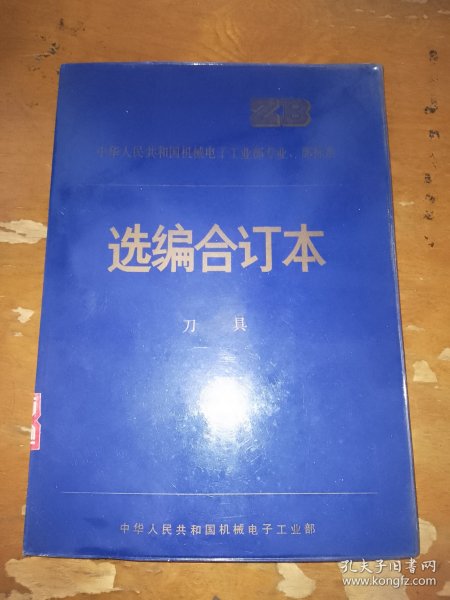 ZB
中华人民共和国机械电子工业部专业、部标准
选编合订本
刀 具
中华人民共和国机械电子工业部
孔夫子旧书网
www.kongfz.com